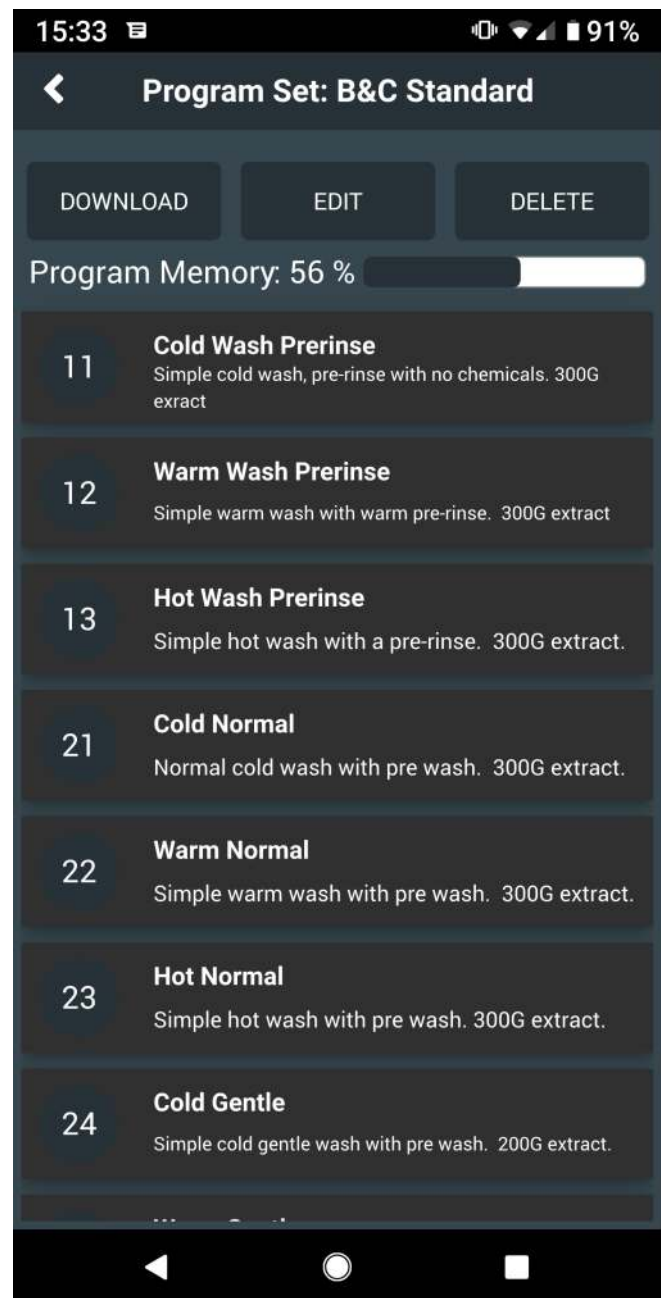 15:33 91%
Program Set: B&C Standard
DOWNLOAD EDIT DELETE
Program Memory: 56 %
11
Cold Wash Prerinse
Simple cold wash, pre-rinse with no chemicals. 300G
exract
12
Warm Wash Prerinse
Simple warm wash with warm pre-rinse.  300G extract
13
Hot Wash Prerinse
Simple hot wash with a pre-rinse.  300G extract.
21
Cold Normal
Normal cold wash with pre wash.  300G extract.
22
Warm Normal
Simple warm wash with pre wash.  300G extract.
23
Hot Normal
Simple hot wash with pre wash. 300G extract.
24
Cold Gentle
Simple cold gentle wash with pre wash.  200G extract.